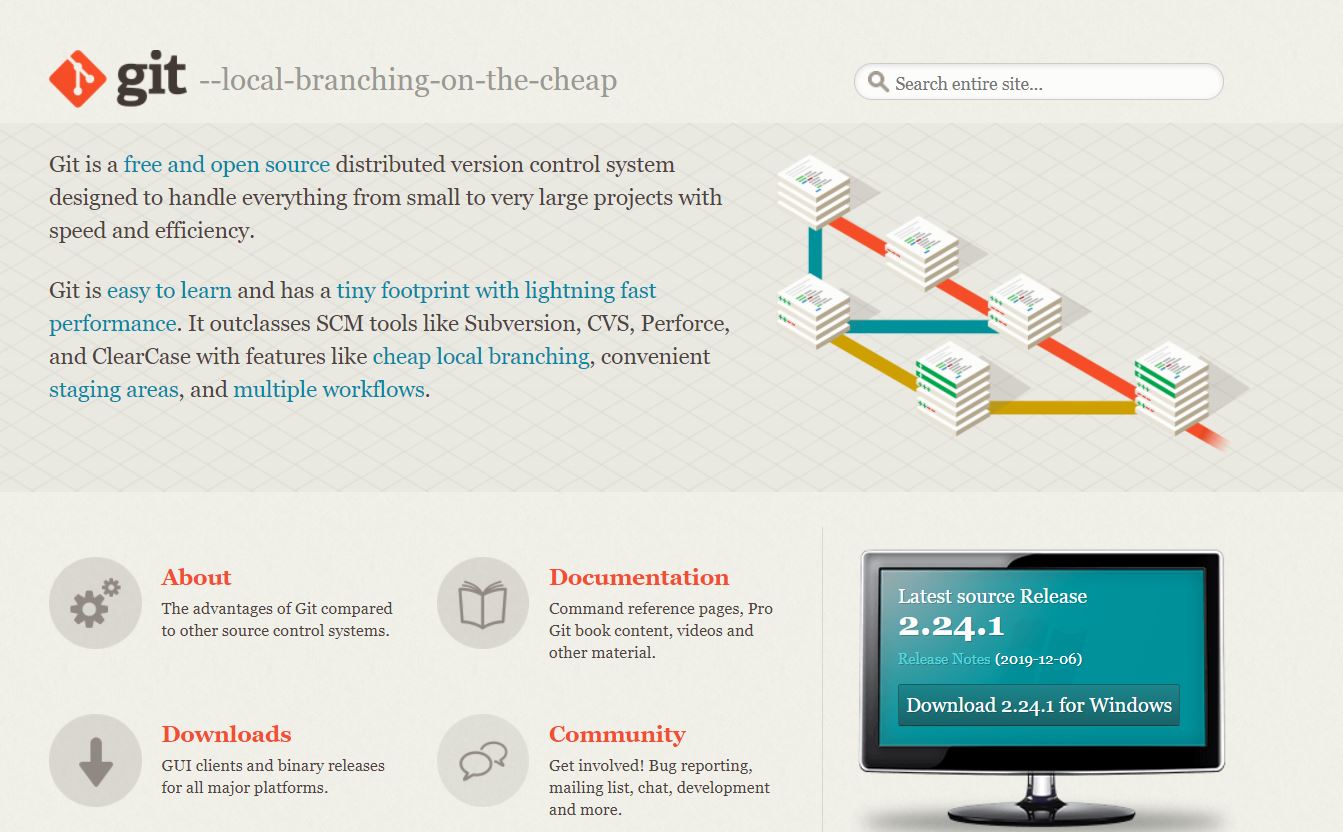 git --local-branching-on-the-cheap
Search entire site...
Git is a free and open source distributed version control system
designed to handle everything from small to very large projects with
speed and efficiency.
Git is easy to learn and has a tiny footprint with lightning fast
performance. It outclasses SCM tools like Subversion, CVS, Perforce,
and ClearCase with features like cheap local branching, convenient
staging areas, and multiple workflows.
About
The advantages of Git compared
to other source control systems.
Documentation
Command reference pages, Pro
Git book content, videos and
other material.
Downloads
GUI clients and binary releases
for all major platforms.
Community
Get involved! Bug reporting,
mailing list, chat, development
and more.
Latest source Release
2.24.1
Release Notes (2019-12-06)
Download 2.24.1 for Windows